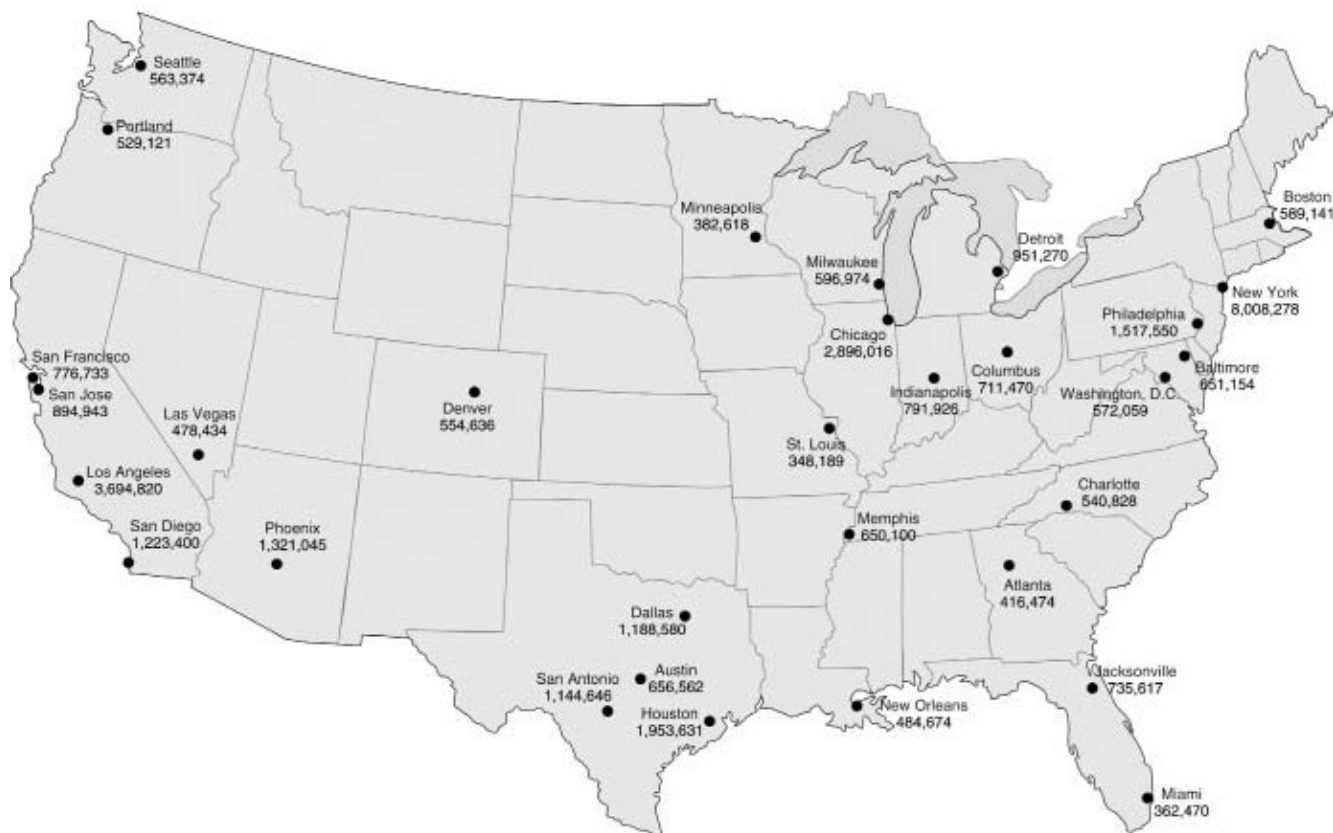 Seattle
563,374
Portland
529,121
Minneapolis
382,618
Boston
589,141
Detroit
951,270
Milwaukee
596,974
New York
8,008,278
Philadelphia
1,517,550
Chicago
2,896,016
San Francisco
776,733
San Jose
894,943
Las Vegas
478,434
Denver
554,636
Indianapolis
791,926
Columbus
711,470
Baltimore
651,154
Washington, D.C.
572,059
St. Louis
348,189
Los Angeles
3,694,820
Charlotte
540,828
San Diego
1,223,400
Phoenix
1,321,045
Memphis
650,100
Atlanta
416,474
Dallas
1,188,580
Austin
656,562
San Antonio
1,144,646
Houston
1,953,631
New Orleans
484,674
Jacksonville
735,617
Miami
362,470